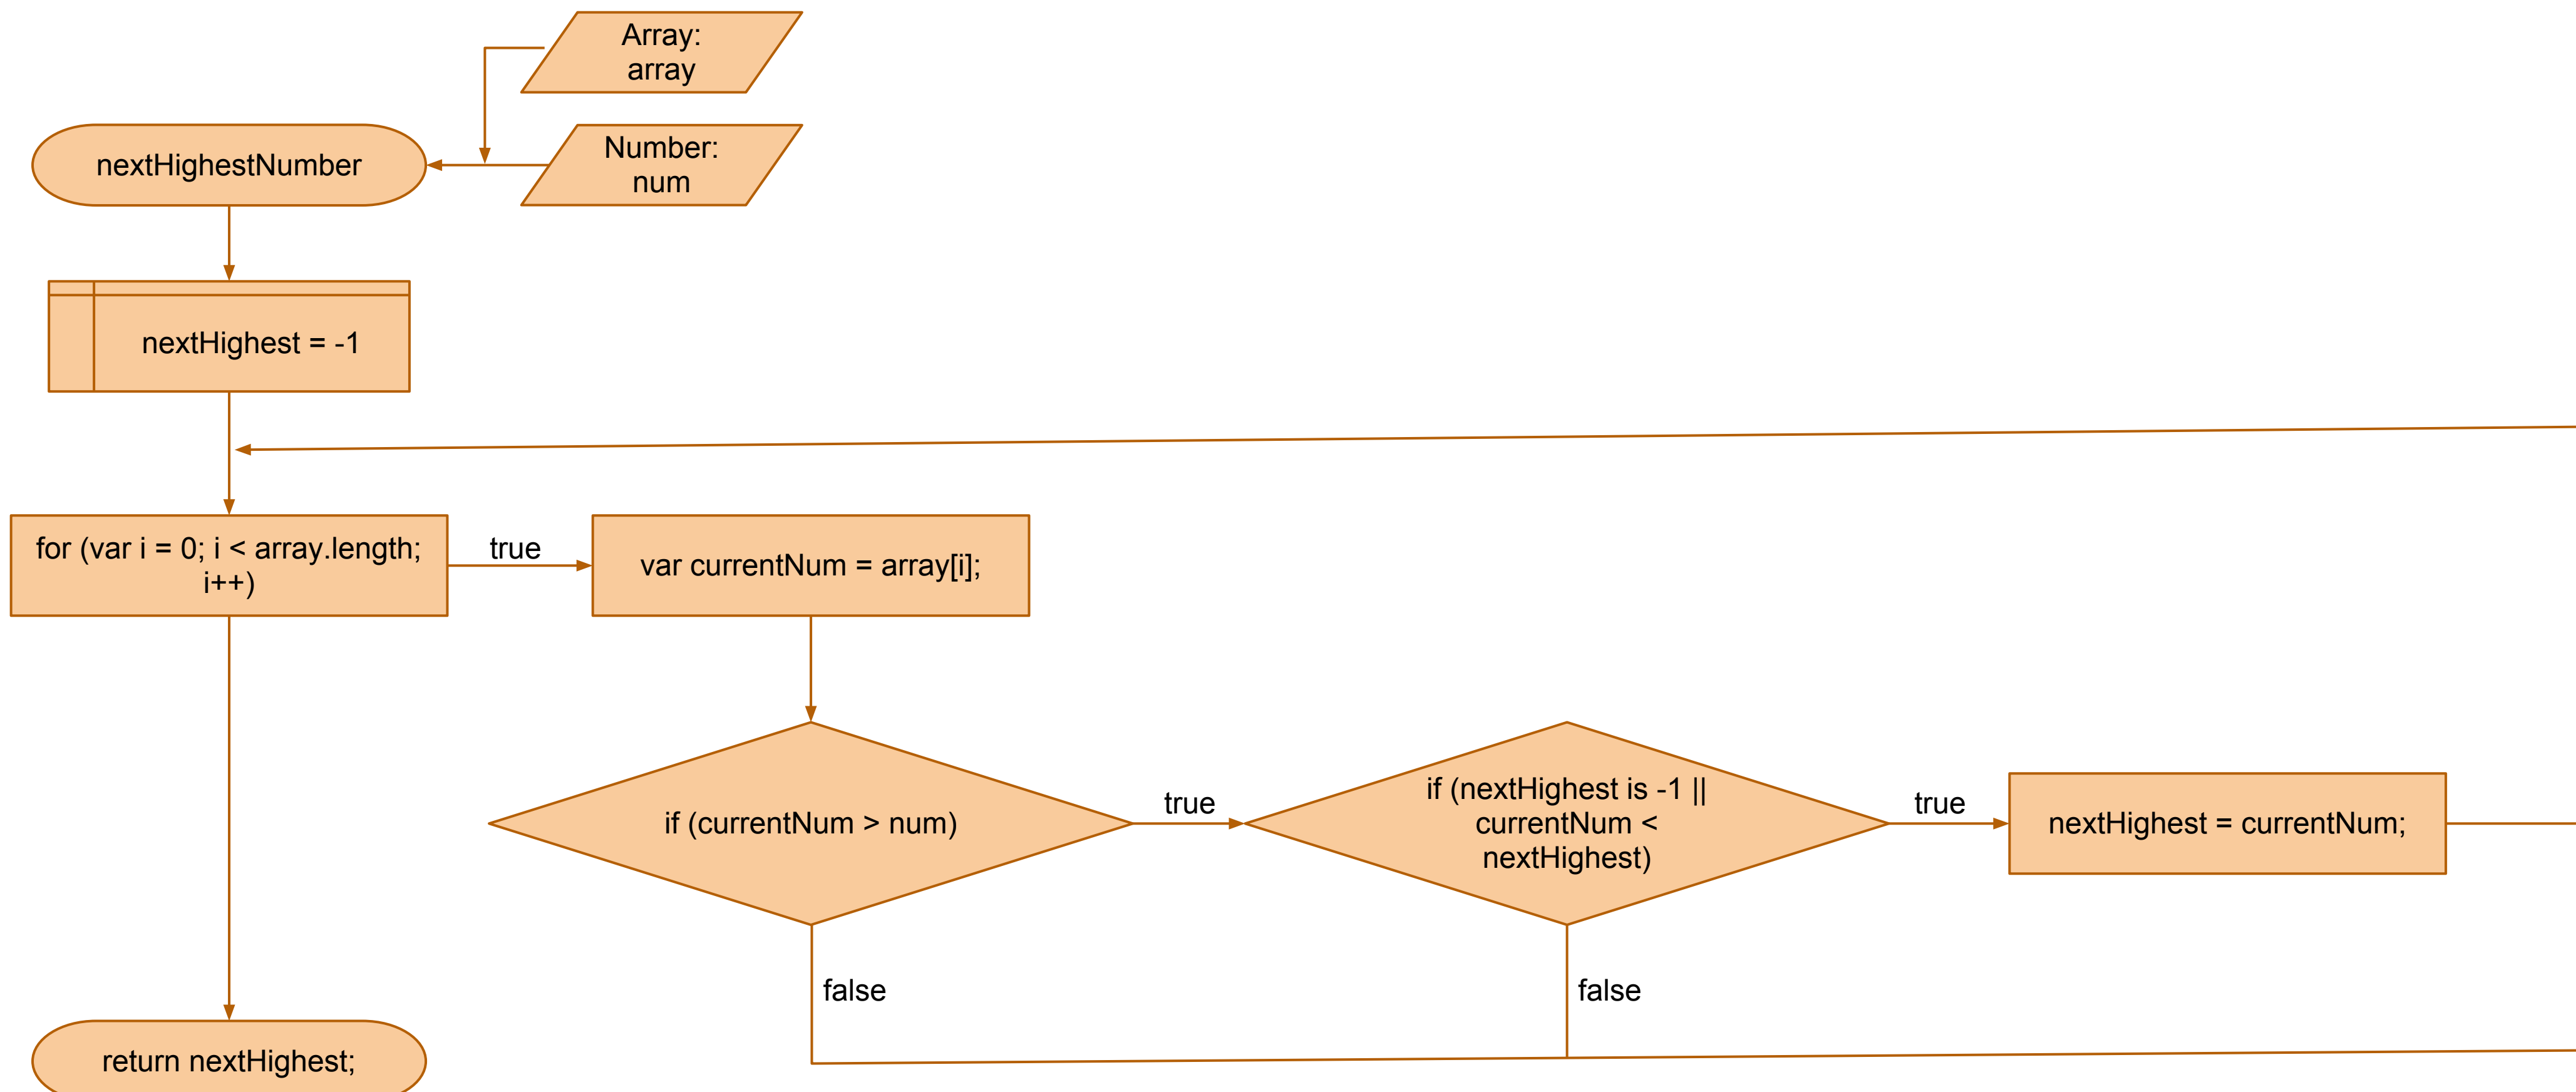 Array:
array
nextHighestNumber
Number:
num
nextHighest = -1
for (var i = 0; i < array.length;
i++)
true
var currentNum = array[i];
if (currentNum > num)
true
if (nextHighest is -1 ||
currentNum <
nextHighest)
true
nextHighest = currentNum;
false
false
return nextHighest;